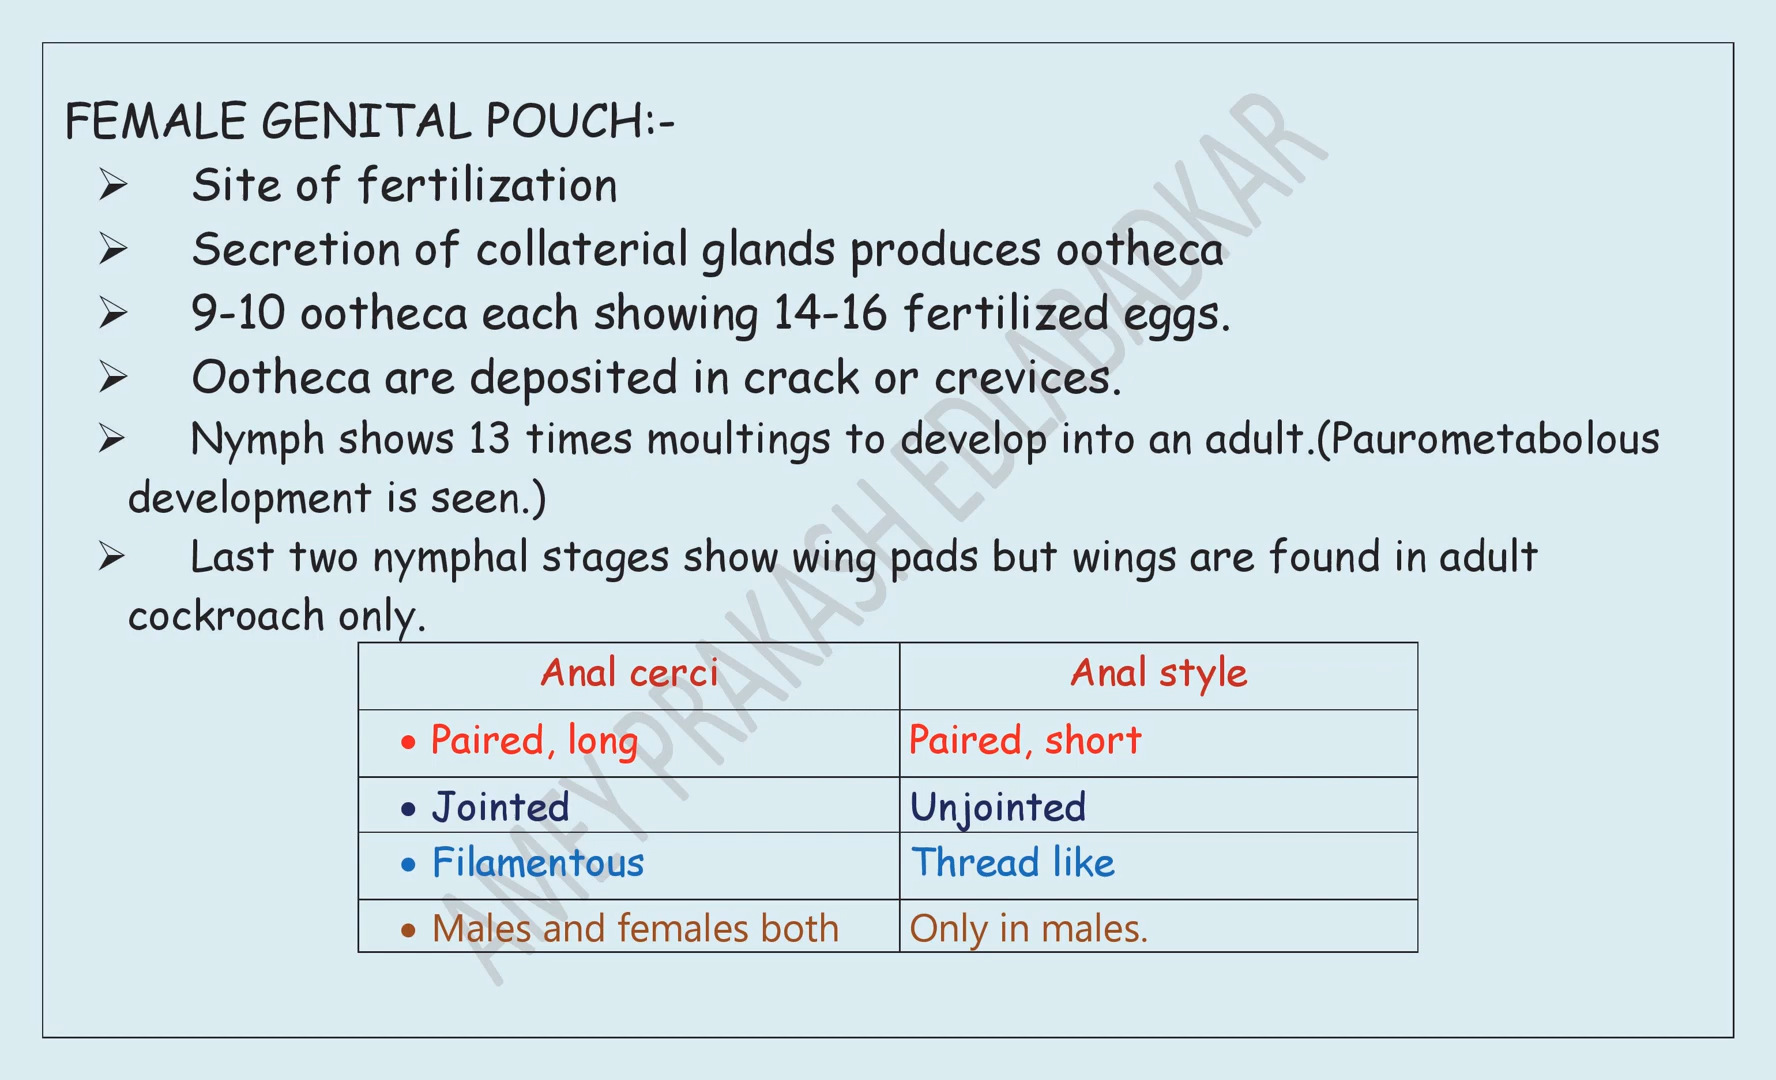 FEMALE GENITAL POUCH:-
➢ Site of fertilization
➢ Secretion of collaterial glands produces ootheca
➢ 9-10 ootheca each showing 14-16 fertilized eggs.
➢ Ootheca are deposited in crack or crevices.
➢ Nymph shows 13 times moultings to develop into an adult.(Paurometabolous
development is seen.)
➢ Last two nymphal stages show wing pads but wings are found in adult
cockroach only.
Anal cerci Anal style
• Paired, long Paired, short
• Jointed Unjointed
• Filamentous Thread like
• Males and females both Only in males.
AMEY PRAKASH EDLABADKAR